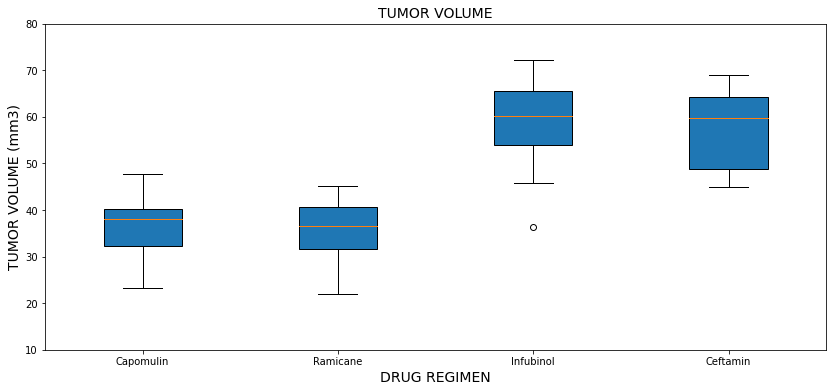 TUMOR VOLUME
TUMOR VOLUME (mm3)
80
70
60
50
40
30
20
10
Capomulin Ramicane Infubinol Ceftamin
DRUG REGIMEN